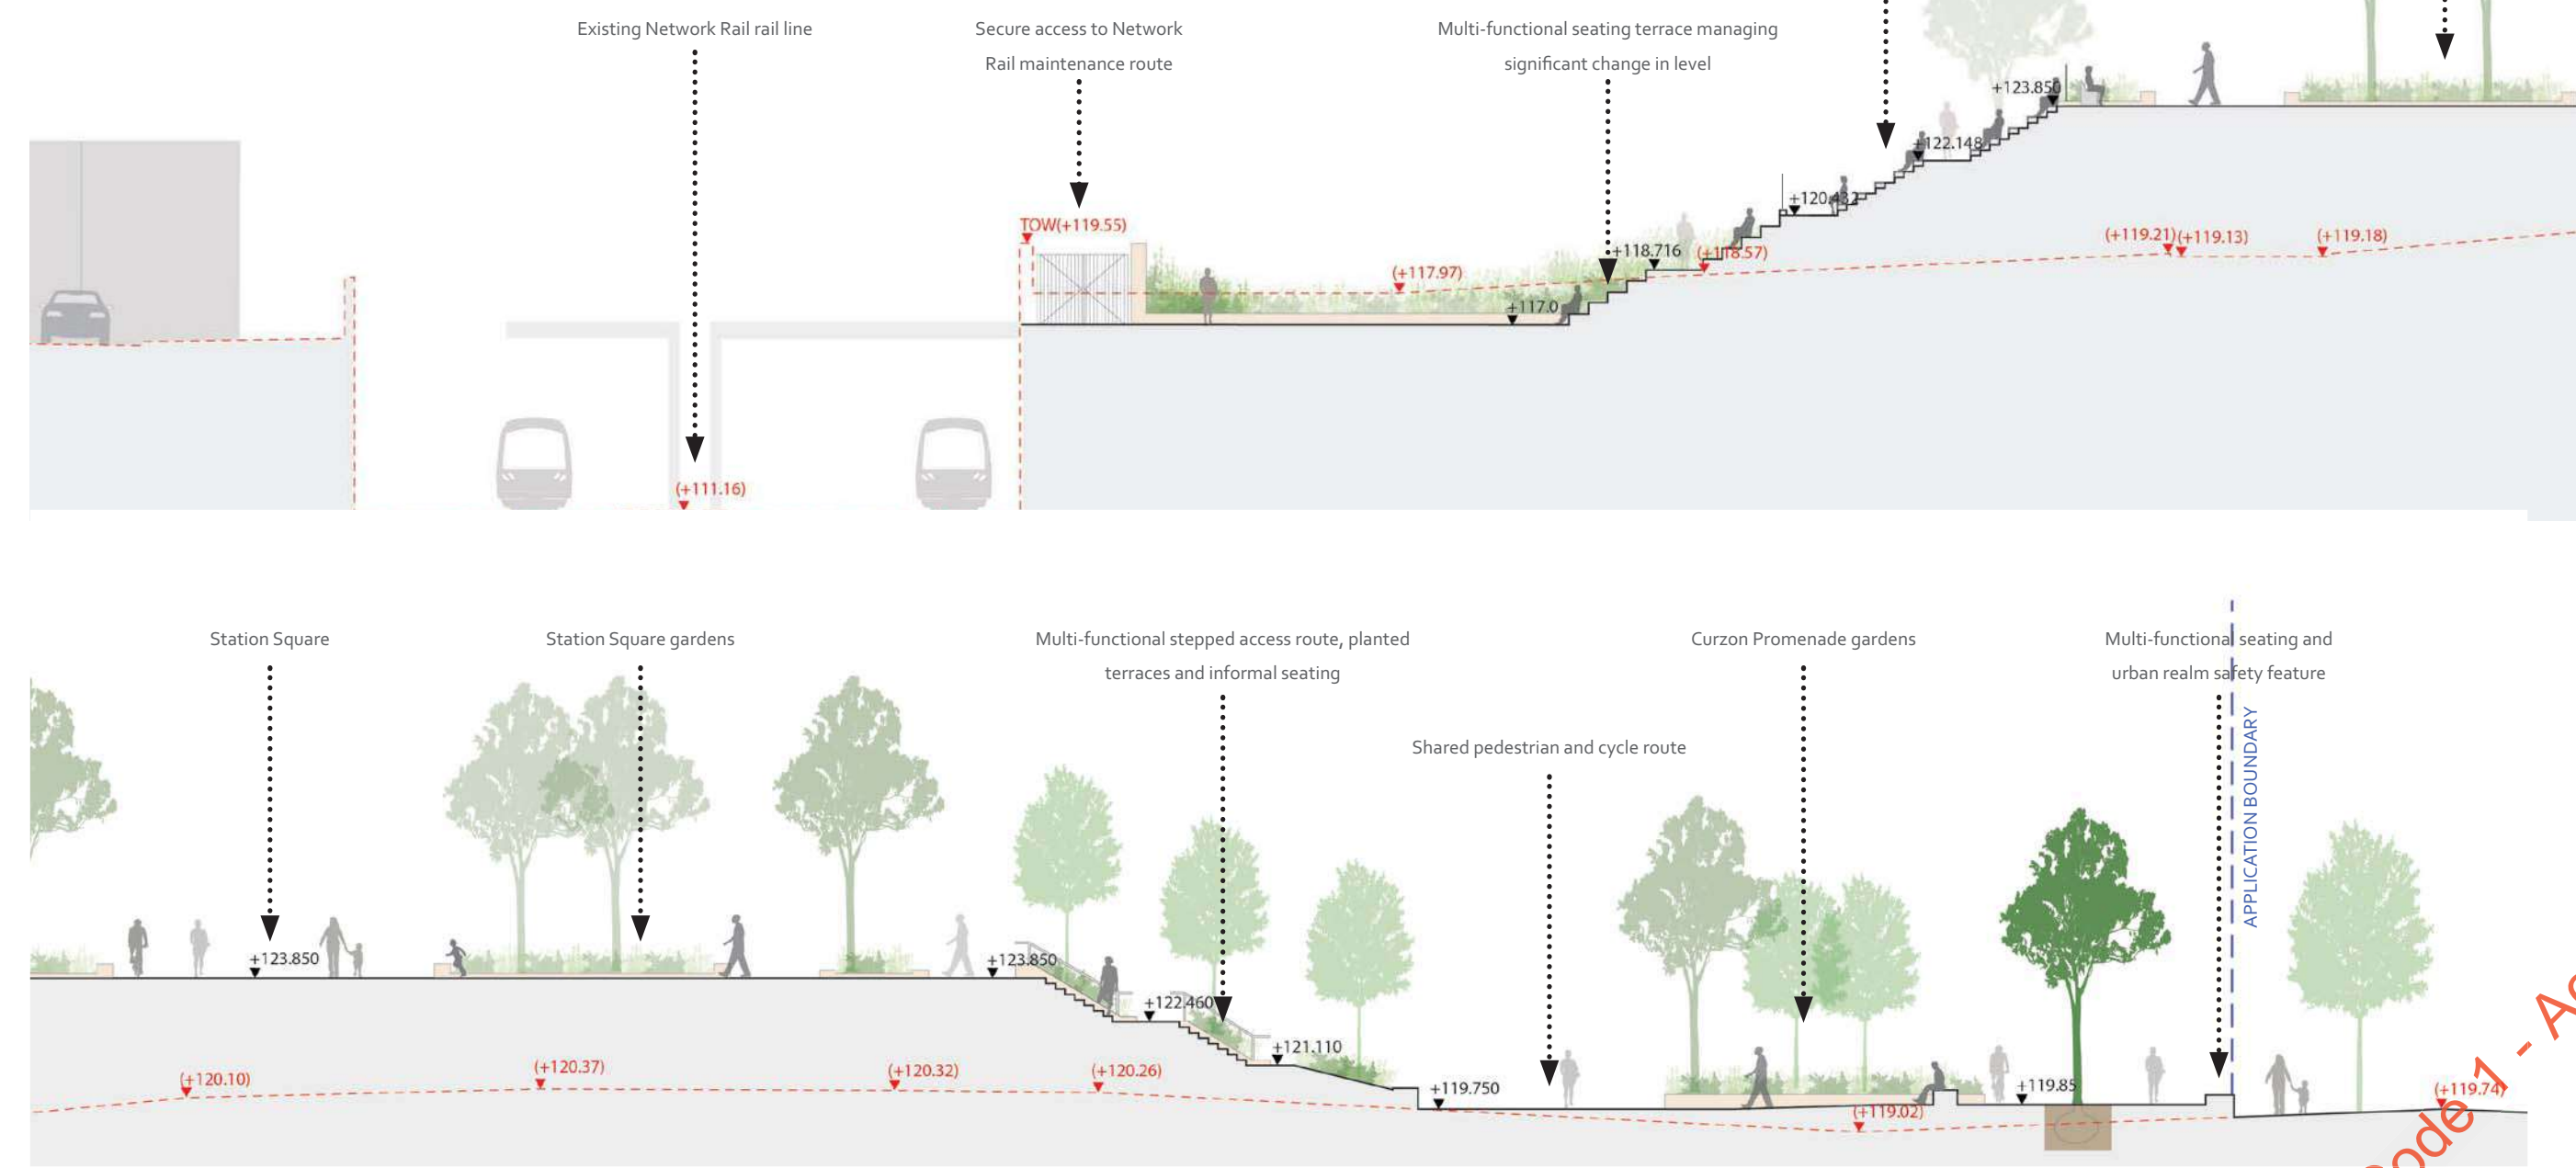 Existing Network Rail rail line
Secure access to Network
Rail maintenance route
Multi-functional seating terrace managing
significant change in level
+123.850
+122.148
+120.432
TOW(+119.55)
(+117.97)
+118.716
(+118.57)
+117.0
(+119.21)
(+119.13)
(+119.18)
(+111.16)
Station Square
Station Square gardens
Multi-functional stepped access route, planted
terraces and informal seating
Shared pedestrian and cycle route
Curzon Promenade gardens
Multi-functional seating and
urban realm safety feature
APPLICATION BOUNDARY
+123.850
+123.850
+122.460
+121.110
+119.750
+119.85
(+120.10)
(+120.37)
(+120.32)
(+120.26)
(+119.02)
(+119.74)
1 -